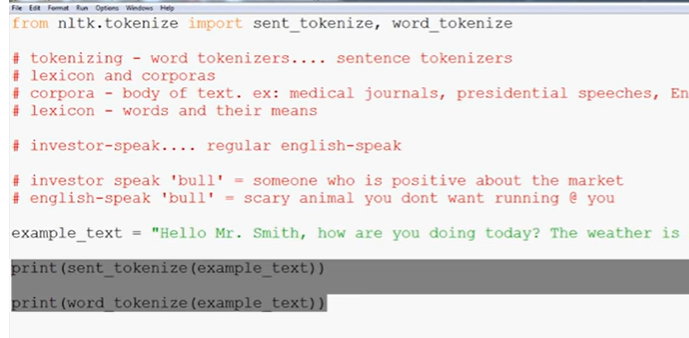 File Edit Format Run Options Windows Help
from nltk.tokenize import sent_tokenize, word_tokenize
# tokenizing - word tokenizers.... sentence tokenizers
# lexicon and corporas
# corpora - body of text. ex: medical journals, presidential speeches, En
# lexicon - words and their means
# investor-speak.... regular english-speak
# investor speak 'bull' = someone who is positive about the market
# english-speak 'bull' = scary animal you dont want running @ you
example_text = "Hello Mr. Smith, how are you doing today? The weather is
print(sent_tokenize(example_text))
print(word_tokenize(example_text))